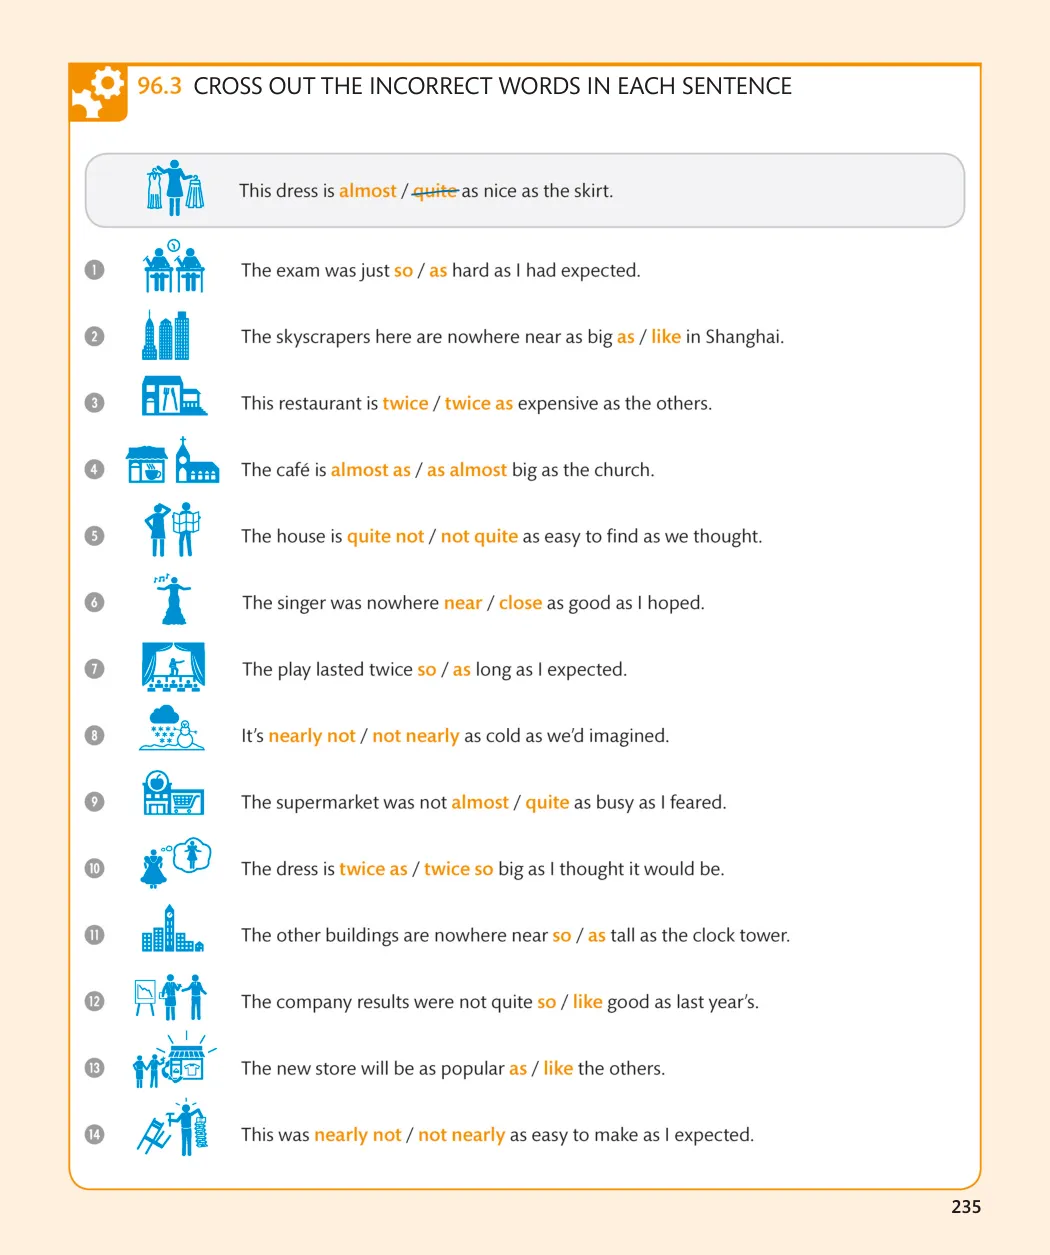 96.3 CROSS OUT THE INCORRECT WORDS IN EACH SENTENCE
This dress is almost / quite as nice as the skirt.
1 The exam was just so / as hard as I had expected.
2 The skyscrapers here are nowhere near as big as / like in Shanghai.
3 This restaurant is twice / twice as expensive as the others.
4 The café is almost as / as almost big as the church.
5 The house is quite not / not quite as easy to find as we thought.
6 The singer was nowhere near / close as good as I hoped.
7 The play lasted twice so / as long as I expected.
8 It’s nearly not / not nearly as cold as we’d imagined.
9 The supermarket was not almost / quite as busy as I feared.
10 The dress is twice as / twice so big as I thought it would be.
11 The other buildings are nowhere near so / as tall as the clock tower.
12 The company results were not quite so / like good as last year’s.
13 The new store will be as popular as / like the others.
14 This was nearly not / not nearly as easy to make as I expected.
235